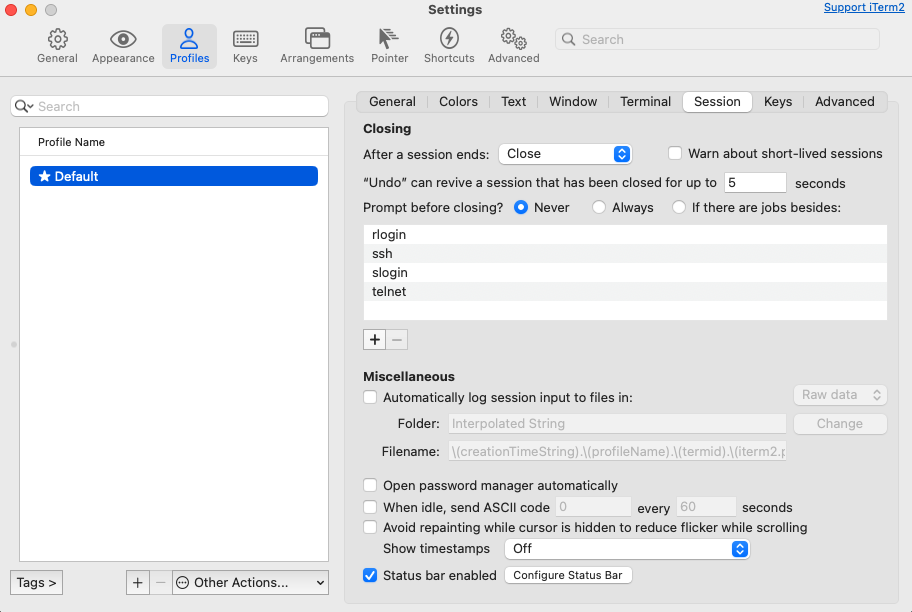 Settings
Support iTerm2
General Appearance Profiles Keys Arrangements Pointer Shortcuts Advanced Search
Search
Profile Name
Default
Tags >
+ − Other Actions...
General Colors Text Window Terminal Session Keys Advanced
Closing
After a session ends: Close Warn about short-lived sessions
“Undo” can revive a session that has been closed for up to 5 seconds
Prompt before closing? Never Always If there are jobs besides:
rlogin
ssh
slogin
telnet
+ −
Miscellaneous
Automatically log session input to files in: Raw data
Folder: Interpolated String Change
Filename: \(creationTimeString).\(profileName).\(termid).\(iterm2.p
Open password manager automatically
When idle, send ASCII code 0 every 60 seconds
Avoid repainting while cursor is hidden to reduce flicker while scrolling
Show timestamps Off
Status bar enabled Configure Status Bar